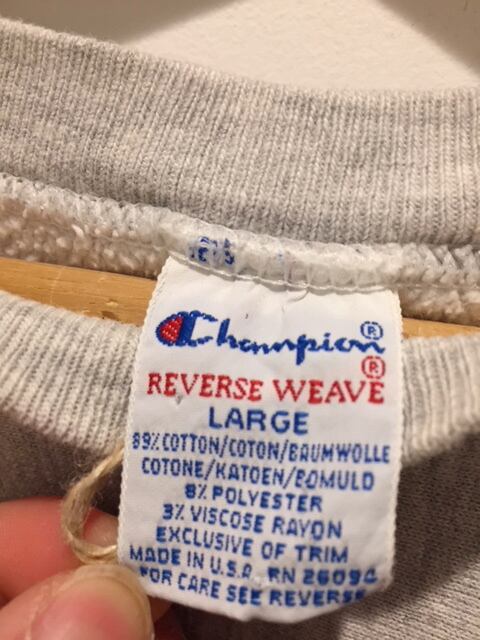 Champion®
REVERSE WEAVE®
LARGE
89% COTTON/COTON/BAUMWOLLE
COTONE/KATOEN/BOMULD
8% POLYESTER
3% VISCOSE RAYON
EXCLUSIVE OF TRIM
MADE IN U.S.A. RN 26094
FOR CARE SEE REVERSE